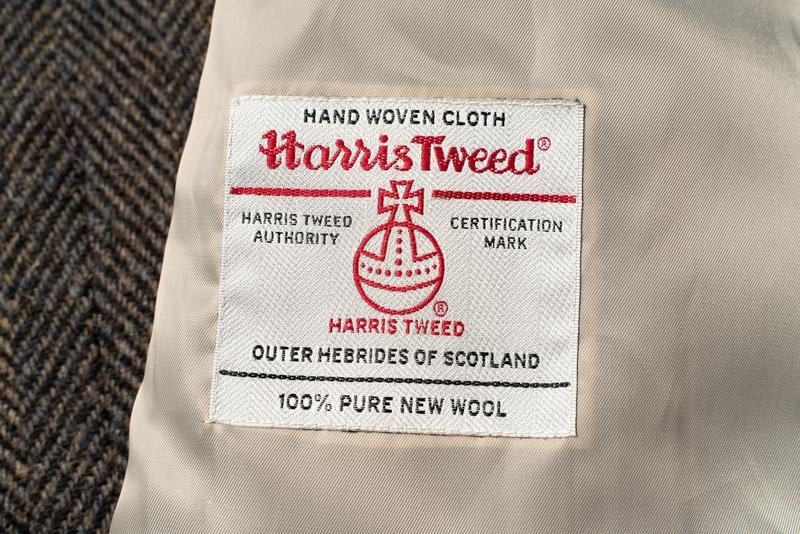 HAND WOVEN CLOTH
Harris Tweed®
HARRIS TWEED
AUTHORITY
CERTIFICATION
MARK
®
HARRIS TWEED
OUTER HEBRIDES OF SCOTLAND
100% PURE NEW WOOL